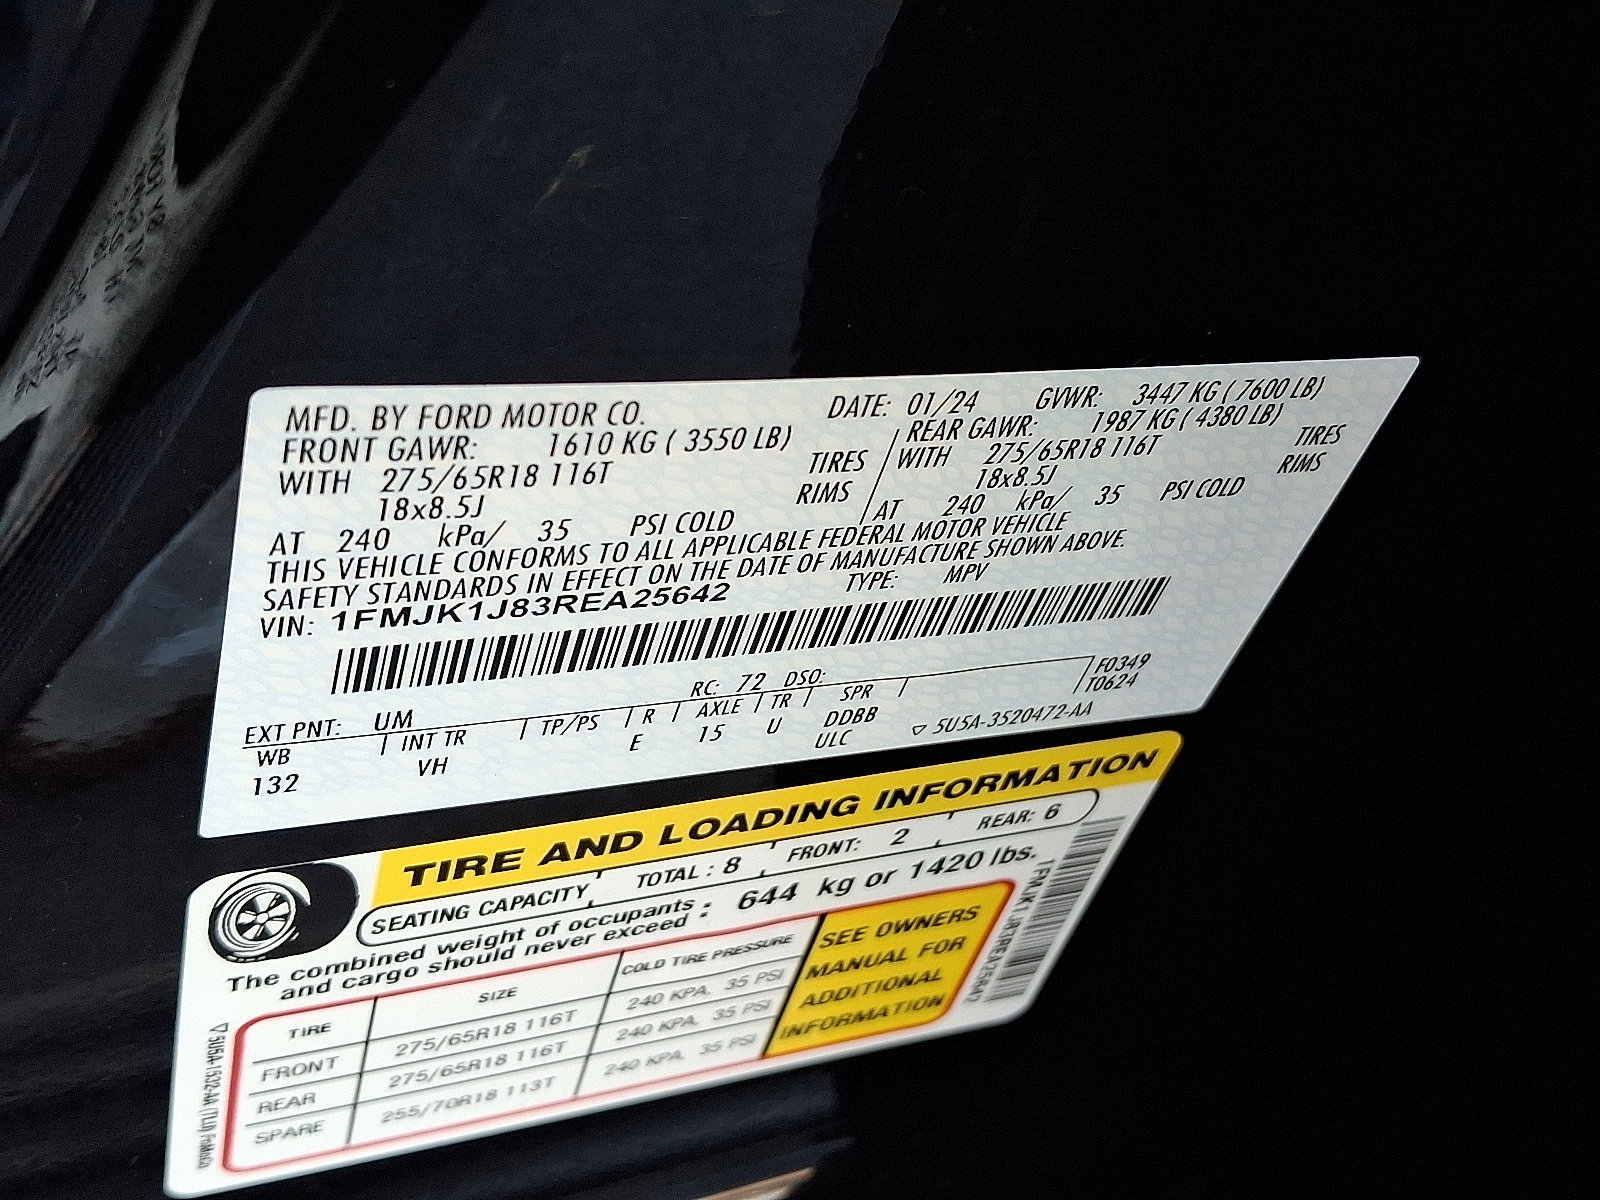 MFD. BY FORD MOTOR CO.
DATE: 01/24 GVWR: 3447 KG ( 7600 LB)
FRONT GAWR: 1610 KG ( 3550 LB)
REAR GAWR: 1987 KG ( 4380 LB)
WITH 275/65R18 116T TIRES
WITH 275/65R18 116T TIRES
18x8.5J RIMS
18x8.5J RIMS
AT 240 kPa/ 35 PSI COLD
AT 240 kPa/ 35 PSI COLD
THIS VEHICLE CONFORMS TO ALL APPLICABLE FEDERAL MOTOR VEHICLE
SAFETY STANDARDS IN EFFECT ON THE DATE OF MANUFACTURE SHOWN ABOVE.
VIN: 1FMJK1J83REA25642
TYPE: MPV
EXT PNT: UM RC: 72 DSO:
F0349
T0624
WB INT TR TP/PS R AXLE TR SPR
132 VH E 15 U DDBB
ULC
▽ 5U5A-3520472-AA
TIRE AND LOADING INFORMATION
SEATING CAPACITY TOTAL : 8 FRONT: 2 REAR: 6
The combined weight of occupants
and cargo should never exceed : 644 kg or 1420 lbs.
TIRE SIZE COLD TIRE PRESSURE
FRONT 275/65R18 116T 240 KPA, 35 PSI
REAR 275/65R18 116T 240 KPA, 35 PSI
SPARE 255/70R18 113T 240 KPA, 35 PSI
SEE OWNERS
MANUAL FOR
ADDITIONAL
INFORMATION